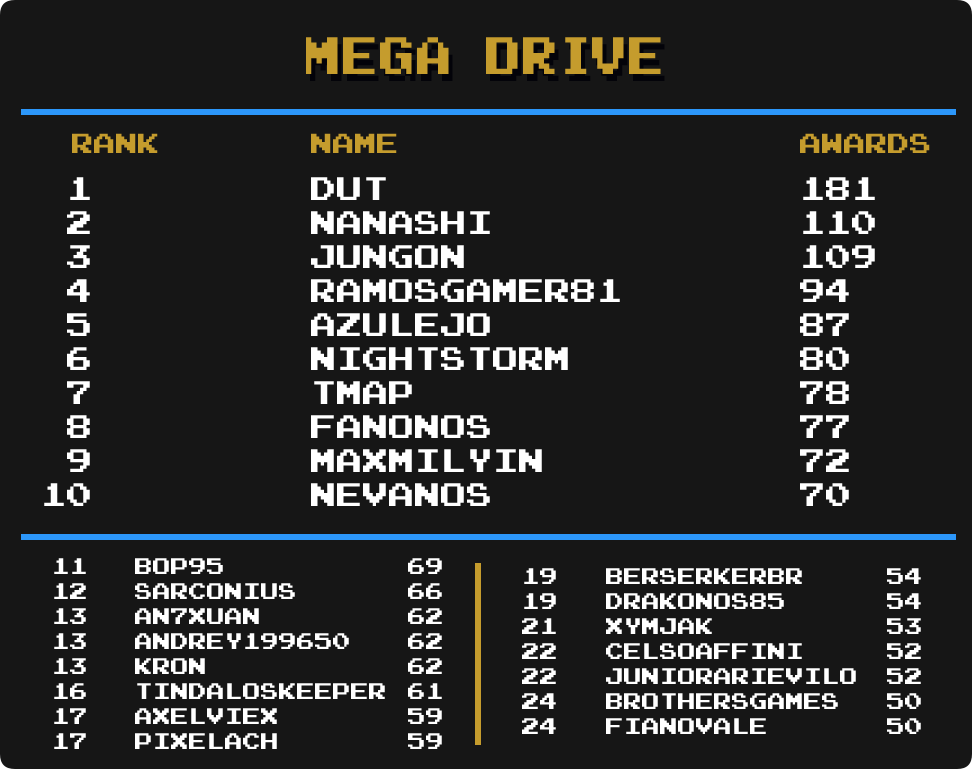 MEGA DRIVE
RANK NAME AWARDS
1 DUT 181
2 NANASHI 110
3 JUNGON 109
4 RAMOSGAMER81 94
5 AZULEJO 87
6 NIGHTSTORM 80
7 TMAP 78
8 FANONOS 77
9 MAXMILYIN 72
10 NEVANOS 70
11 BOP95 69
12 SARCONIUS 66
13 AN7XUAN 62
13 ANDREY199650 62
13 KRON 62
16 TINDALOSKEEPER 61
17 AXELVIEX 59
17 PIXELACH 59
19 BERSERKERBR 54
19 DRAKONOS85 54
21 XYMJAK 53
22 CELSOAFFINI 52
22 JUNIORARIEVILO 52
24 BROTHERSGAMES 50
24 FIANOVALE 50